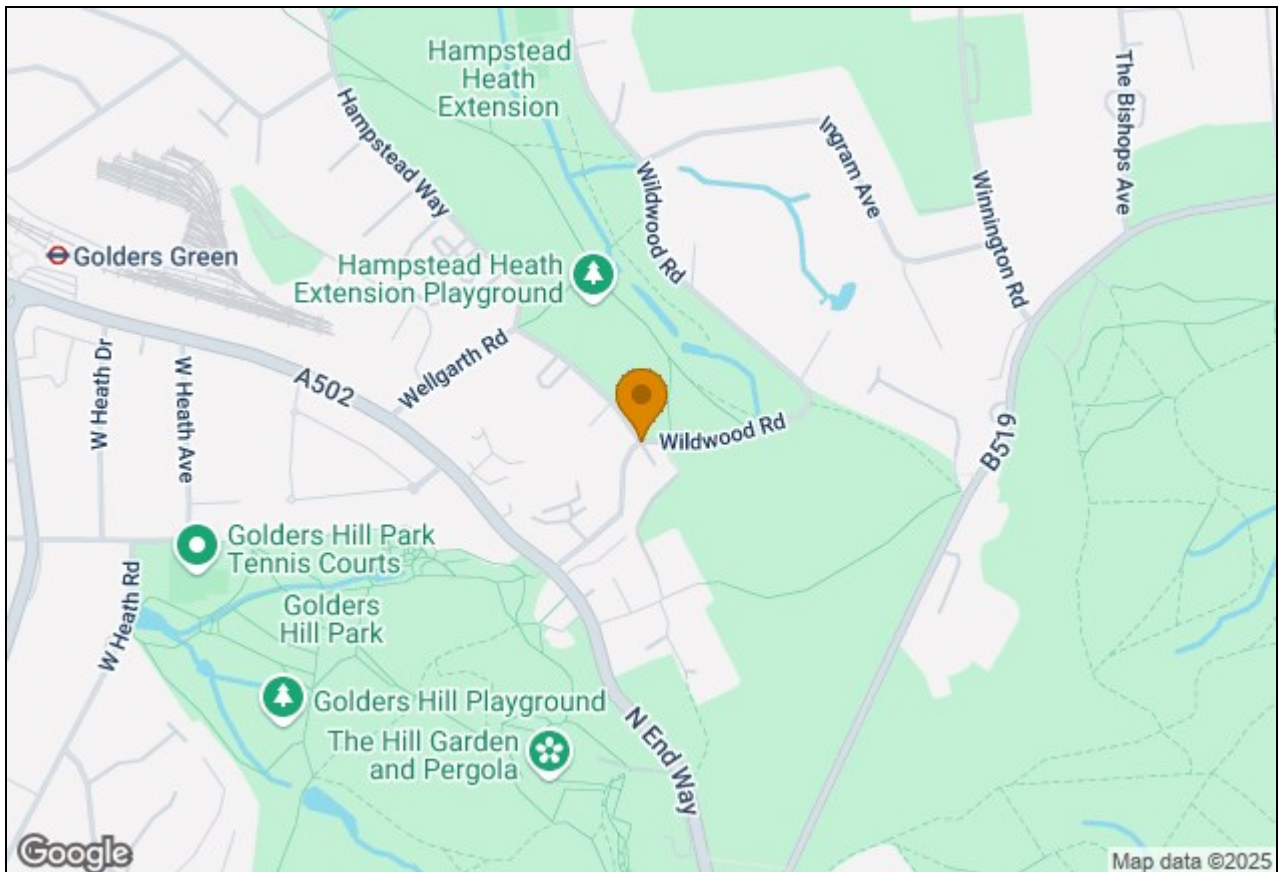 Hampstead
Heath
Extension
The Bishops Ave
Hampstead Way
Ingram Ave
Wildwood Rd
Winnington Rd
Golders Green
Hampstead Heath
Extension Playground
Wellgarth Rd
W Heath Dr
W Heath Ave
A502
Wildwood Rd
B519
Golders Hill Park
Tennis Courts
Golders
Hill Park
W Heath Rd
Golders Hill Playground
The Hill Garden
and Pergola
N End Way
Google
Map data ©2025